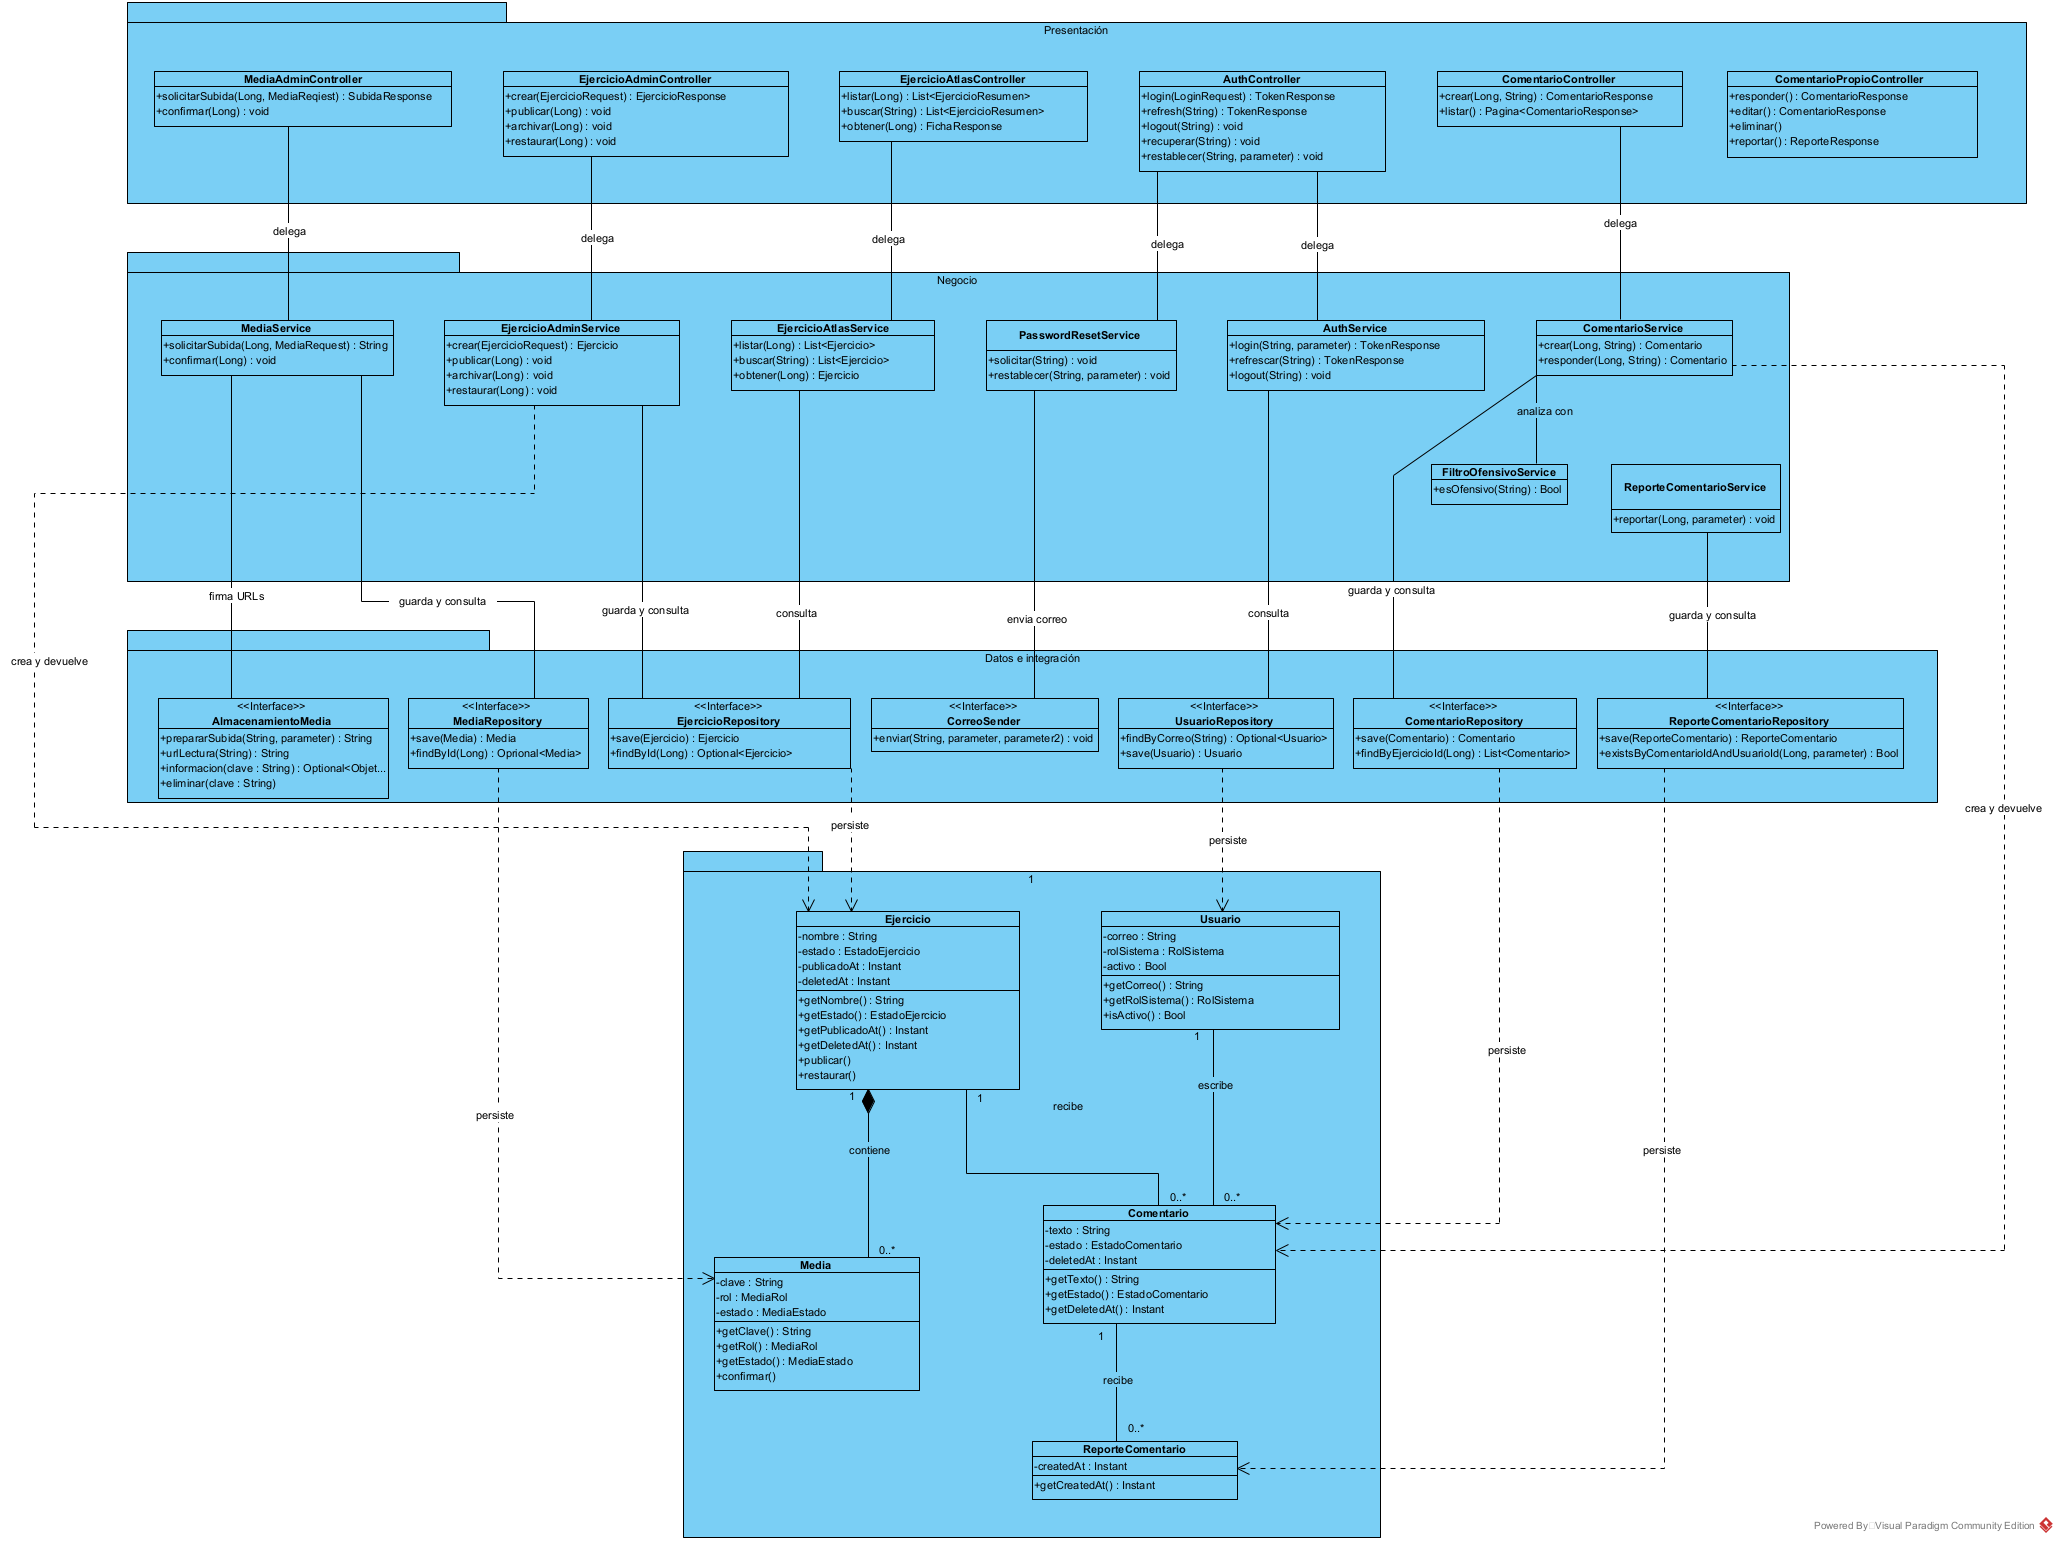 Presentación
MediaAdminController
+solicitarSubida(Long, MediaReqiest) : SubidaResponse
+confirmar(Long) : void
EjercicioAdminController
+crear(EjercicioRequest) : EjercicioResponse
+publicar(Long) : void
+archivar(Long) : void
+restaurar(Long) : void
EjercicioAtlasController
+listar(Long) : List<EjercicioResumen>
+buscar(String) : List<EjercicioResumen>
+obtener(Long) : FichaResponse
AuthController
+login(LoginRequest) : TokenResponse
+refresh(String) : TokenResponse
+logout(String) : void
+recuperar(String) : void
+restablecer(String, parameter) : void
ComentarioController
+crear(Long, String) : ComentarioResponse
+listar() : Pagina<ComentarioResponse>
ComentarioPropioController
+responder() : ComentarioResponse
+editar() : ComentarioResponse
+eliminar()
+reportar() : ReporteResponse
delega
delega
delega
delega
delega
delega
Negocio
MediaService
+solicitarSubida(Long, MediaRequest) : String
+confirmar(Long) : void
EjercicioAdminService
+crear(EjercicioRequest) : Ejercicio
+publicar(Long) : void
+archivar(Long) : void
+restaurar(Long) : void
EjercicioAtlasService
+listar(Long) : List<Ejercicio>
+buscar(String) : List<Ejercicio>
+obtener(Long) : Ejercicio
PasswordResetService
+solicitar(String) : void
+restablecer(String, parameter) : void
AuthService
+login(String, parameter) : TokenResponse
+refrescar(String) : TokenResponse
+logout(String) : void
ComentarioService
+crear(Long, String) : Comentario
+responder(Long, String) : Comentario
analiza con
FiltroOfensivoService
+esOfensivo(String) : Bool
ReporteComentarioService
+reportar(Long, parameter) : void
firma URLs
guarda y consulta
guarda y consulta
consulta
envia correo
consulta
guarda y consulta
guarda y consulta
crea y devuelve
Datos e integración
<<Interface>>
AlmacenamientoMedia
+prepararSubida(String, parameter) : String
+urlLectura(String) : String
+informacion(clave : String) : Optional<Objet...
+eliminar(clave : String)
<<Interface>>
MediaRepository
+save(Media) : Media
+findById(Long) : Oprional<Media>
<<Interface>>
EjercicioRepository
+save(Ejercicio) : Ejercicio
+findById(Long) : Optional<Ejercicio>
<<Interface>>
CorreoSender
+enviar(String, parameter, parameter2) : void
<<Interface>>
UsuarioRepository
+findByCorreo(String) : Optional<Usuario>
+save(Usuario) : Usuario
<<Interface>>
ComentarioRepository
+save(Comentario) : Comentario
+findByEjercicioId(Long) : List<Comentario>
<<Interface>>
ReporteComentarioRepository
+save(ReporteComentario) : ReporteComentario
+existsByComentarioIdAndUsuarioId(Long, parameter) : Bool
crea y devuelve
persiste
persiste
1
Ejercicio
-nombre : String
-estado : EstadoEjercicio
-publicadoAt : Instant
-deletedAt : Instant
+getNombre() : String
+getEstado() : EstadoEjercicio
+getPublicadoAt() : Instant
+getDeletedAt() : Instant
+publicar()
+restaurar()
Usuario
-correo : String
-rolSistema : RolSistema
-activo : Bool
+getCorreo() : String
+getRolSistema() : RolSistema
+isActivo() : Bool
1
persiste
escribe
1
1
recibe
persiste
contiene
persiste
0..*
0..*
0..*
Comentario
-texto : String
-estado : EstadoComentario
-deletedAt : Instant
+getTexto() : String
+getEstado() : EstadoComentario
+getDeletedAt() : Instant
Media
-clave : String
-rol : MediaRol
-estado : MediaEstado
+getClave() : String
+getRol() : MediaRol
+getEstado() : MediaEstado
+confirmar()
1
recibe
0..*
ReporteComentario
-createdAt : Instant
+getCreatedAt() : Instant
Powered By Visual Paradigm Community Edition